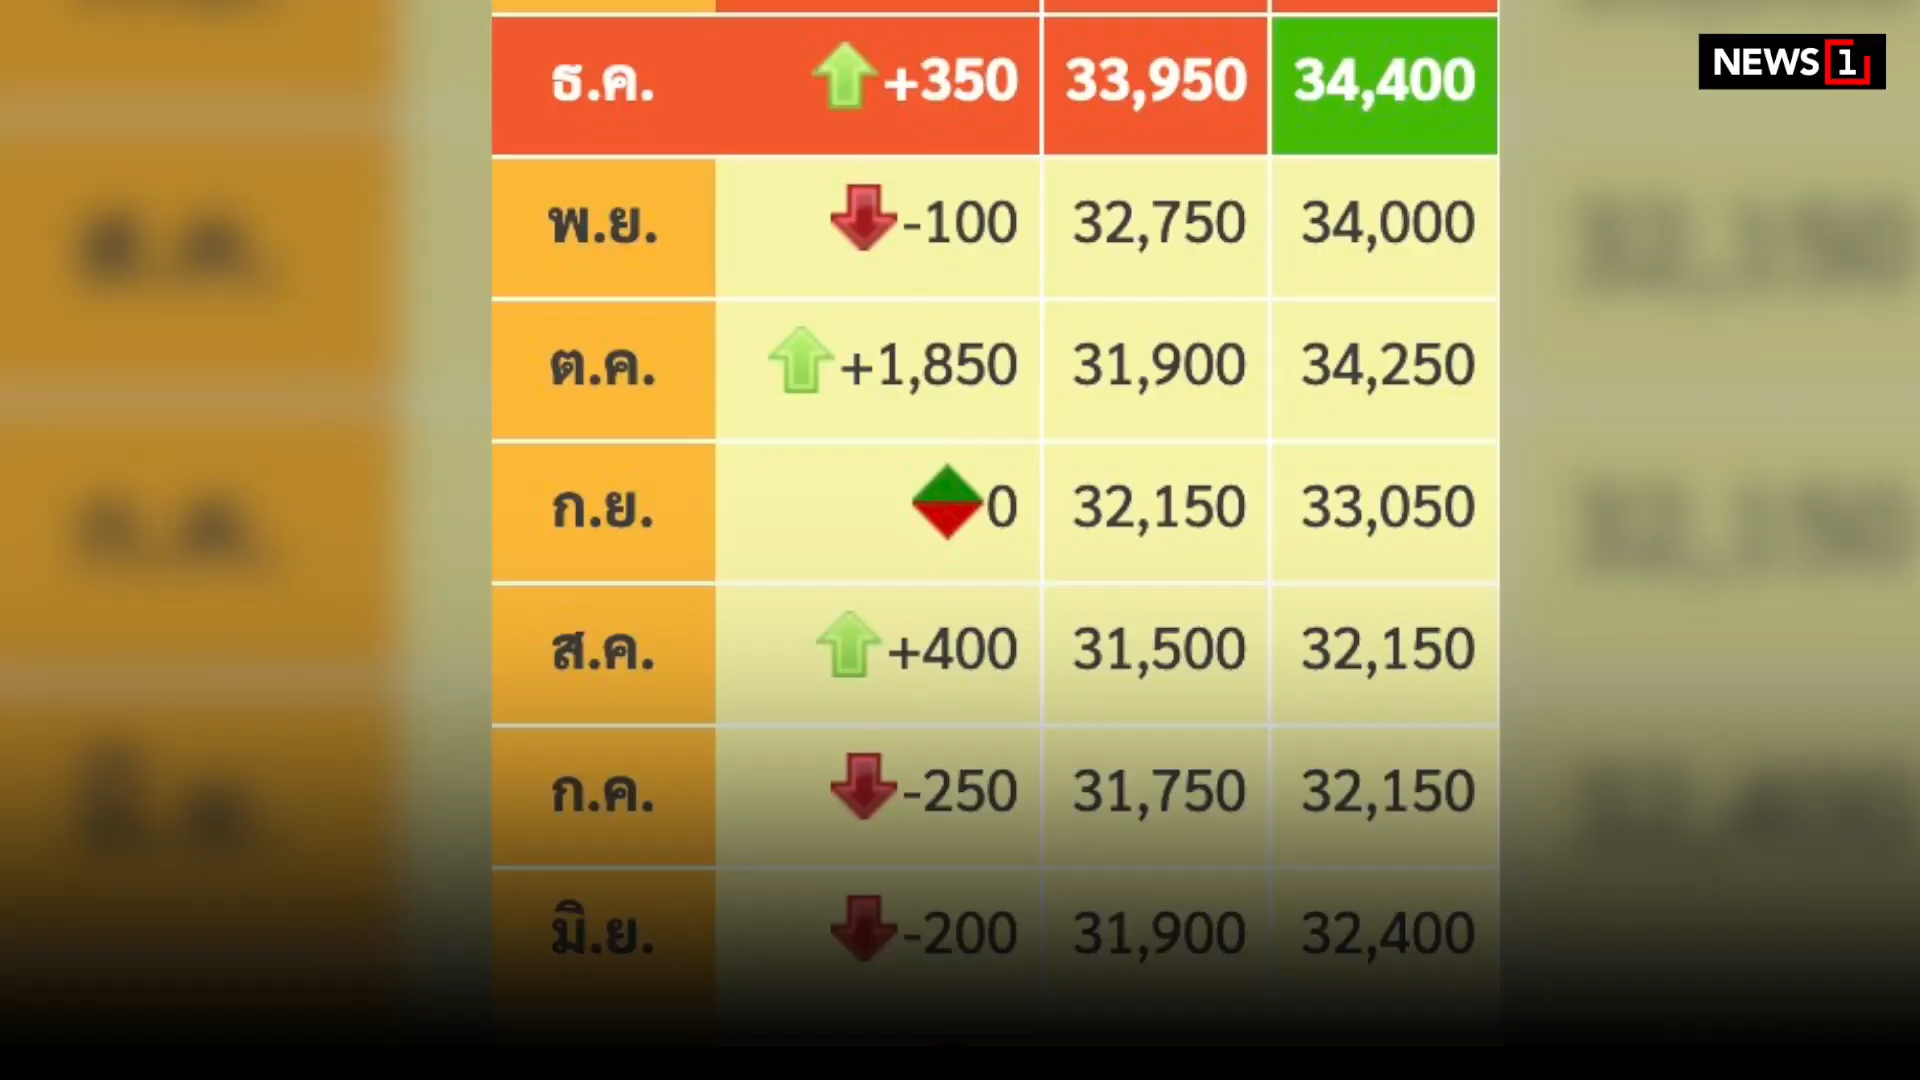 NEWS 1
ธ.ค. +350 33,950 34,400
พ.ย. -100 32,750 34,000
ต.ค. +1,850 31,900 34,250
ก.ย. 0 32,150 33,050
ส.ค. +400 31,500 32,150
ก.ค. -250 31,750 32,150
มิ.ย. -200 31,900 32,400